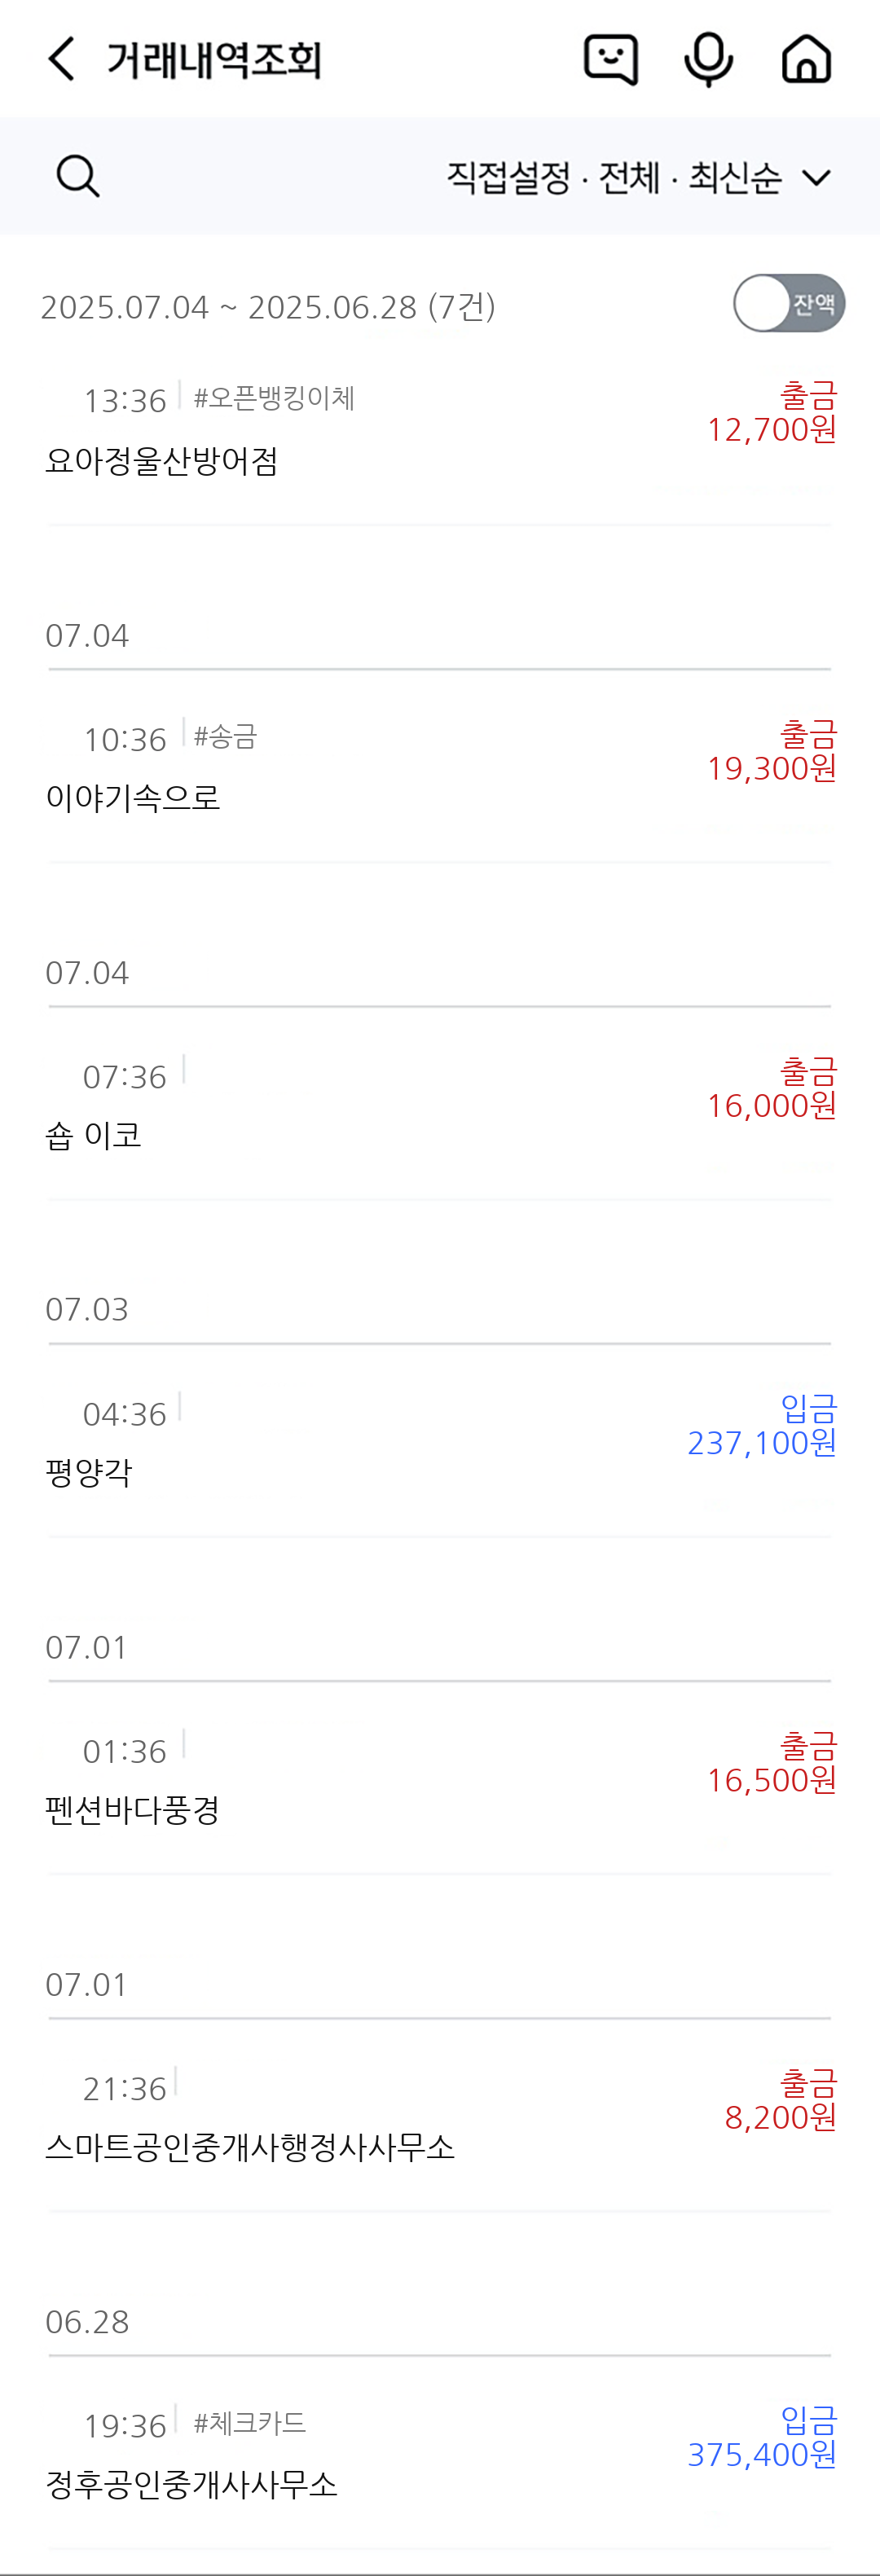 거래내역조회
직접설정 · 전체 · 최신순
2025.07.04 ~ 2025.06.28 (7건)
잔액
13:36 #오픈뱅킹이체
출금
12,700원
요아정울산방어점
07.04
10:36 #송금
출금
19,300원
이야기속으로
07.04
07:36
출금
16,000원
숍 이코
07.03
04:36
입금
237,100원
평양각
07.01
01:36
출금
16,500원
펜션바다풍경
07.01
21:36
출금
8,200원
스마트공인중개사행정사사무소
06.28
19:36 #체크카드
입금
375,400원
정후공인중개사사무소